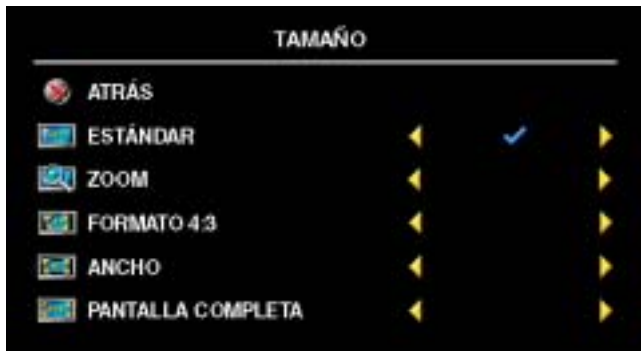 TAMAÑO
ATRÁS
ESTÁNDAR
ZOOM
FORMATO 4:3
ANCHO
PANTALLA COMPLETA